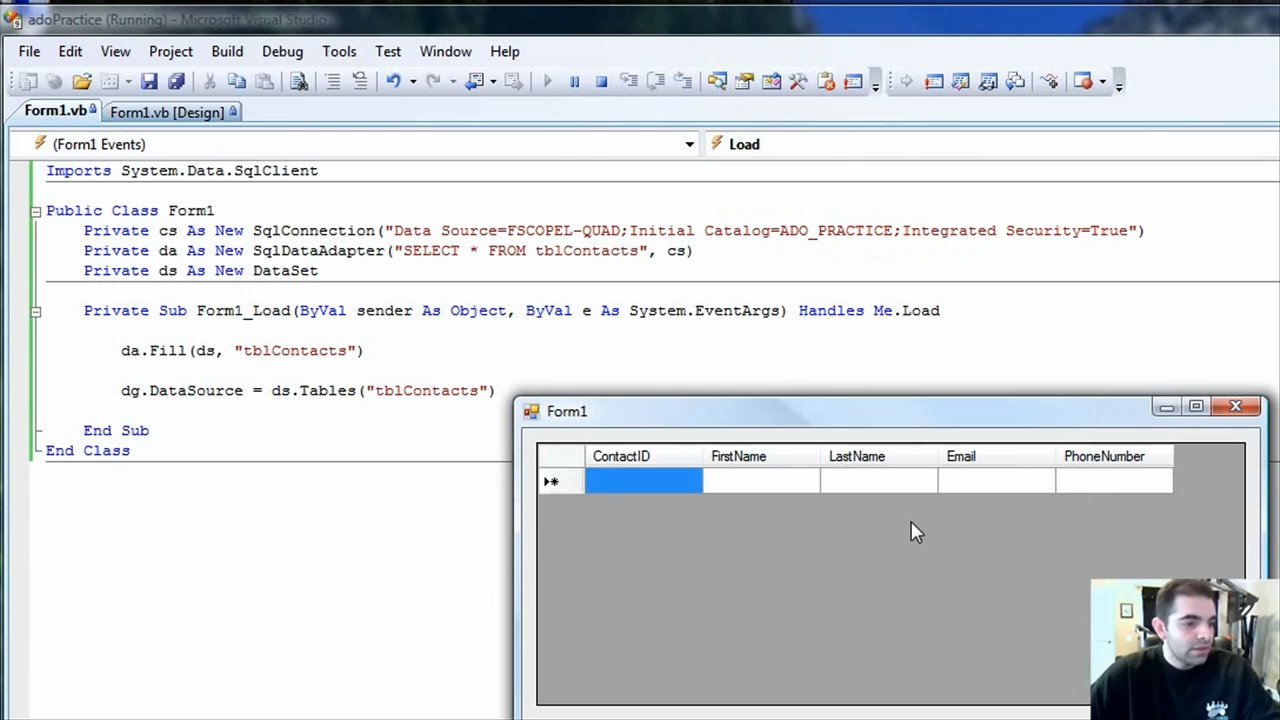 adoPractice (Running) - Microsoft Visual Studio
File Edit View Project Build Debug Tools Test Window Help
Form1.vb Form1.vb [Design]
(Form1 Events) Load
Imports System.Data.SqlClient
Public Class Form1
Private cs As New SqlConnection("Data Source=FSCOPEL-QUAD;Initial Catalog=ADO_PRACTICE;Integrated Security=True")
Private da As New SqlDataAdapter("SELECT * FROM tblContacts", cs)
Private ds As New DataSet
Private Sub Form1_Load(ByVal sender As Object, ByVal e As System.EventArgs) Handles Me.Load
da.Fill(ds, "tblContacts")
dg.DataSource = ds.Tables("tblContacts")
End Sub
End Class
Form1
ContactID FirstName LastName Email PhoneNumber